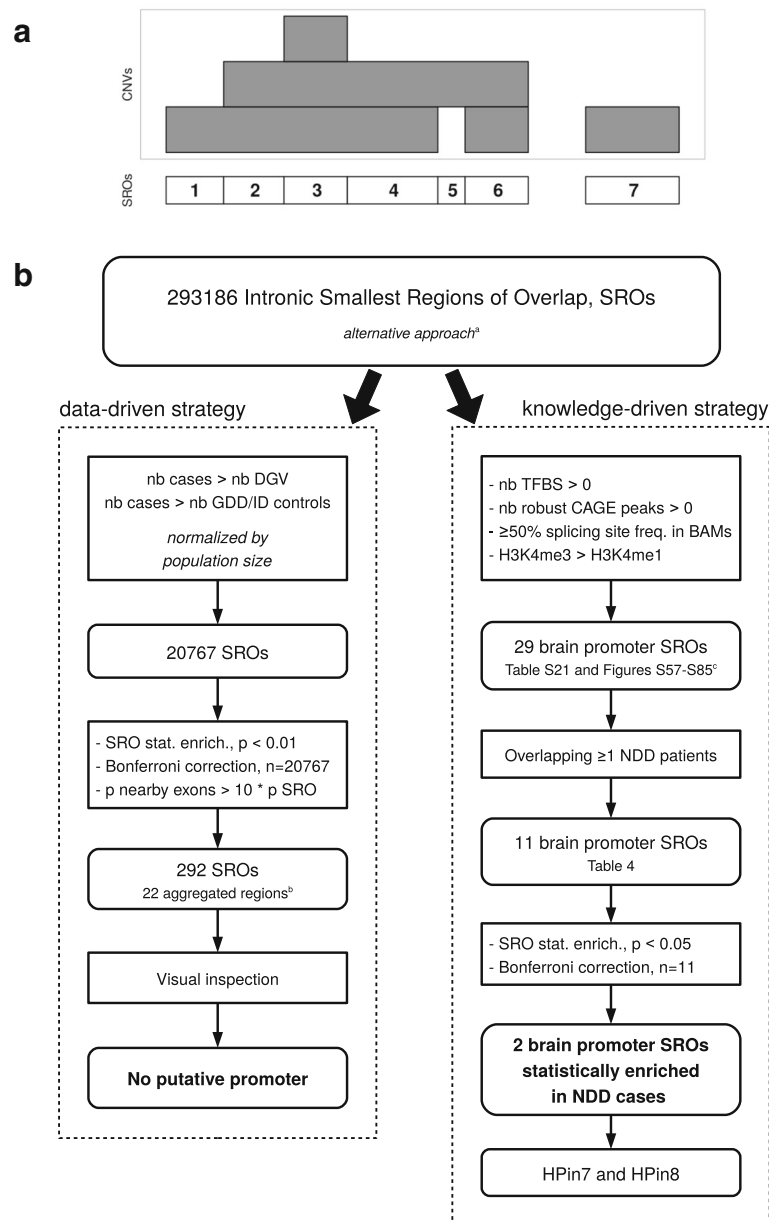 a
CNVs
SROs
1 2 3 4 5 6 7
b
293186 Intronic Smallest Regions of Overlap, SROs
alternative approachᵃ
data-driven strategy
nb cases > nb DGV
nb cases > nb GDD/ID controls
normalized by
population size
20767 SROs
- SRO stat. enrich., p < 0.01
- Bonferroni correction, n=20767
- p nearby exons > 10 * p SRO
292 SROs
22 aggregated regionsᵇ
Visual inspection
No putative promoter
knowledge-driven strategy
- nb TFBS > 0
- nb robust CAGE peaks > 0
- ≥50% splicing site freq. in BAMs
- H3K4me3 > H3K4me1
29 brain promoter SROs
Table S21 and Figures S57-S85ᶜ
Overlapping ≥1 NDD patients
11 brain promoter SROs
Table 4
- SRO stat. enrich., p < 0.05
- Bonferroni correction, n=11
2 brain promoter SROs
statistically enriched
in NDD cases
HPin7 and HPin8